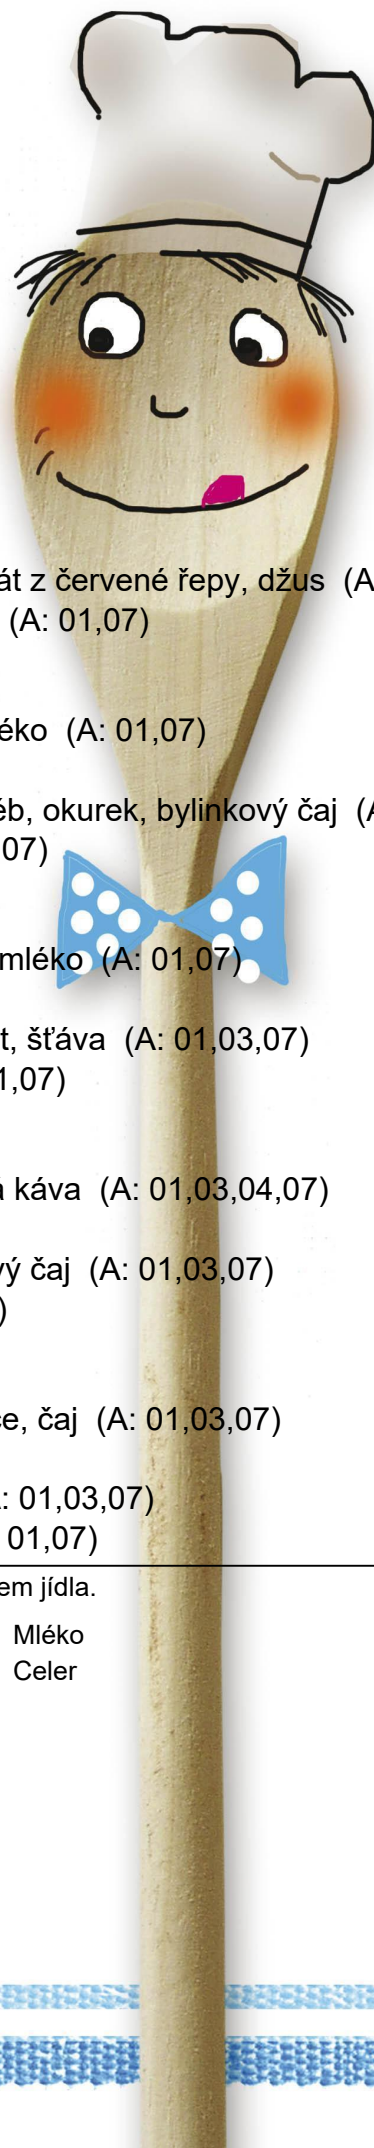 át z červené řepy, džus (A
(A: 01,07)
éko (A: 01,07)
éb, okurek, bylinkový čaj (A
07)
mléko (A: 01,07)
t, šťáva (A: 01,03,07)
1,07)
á káva (A: 01,03,04,07)
vý čaj (A: 01,03,07)
)
ce, čaj (A: 01,03,07)
: 01,03,07)
01,07)
em jídla.
Mléko
Celer